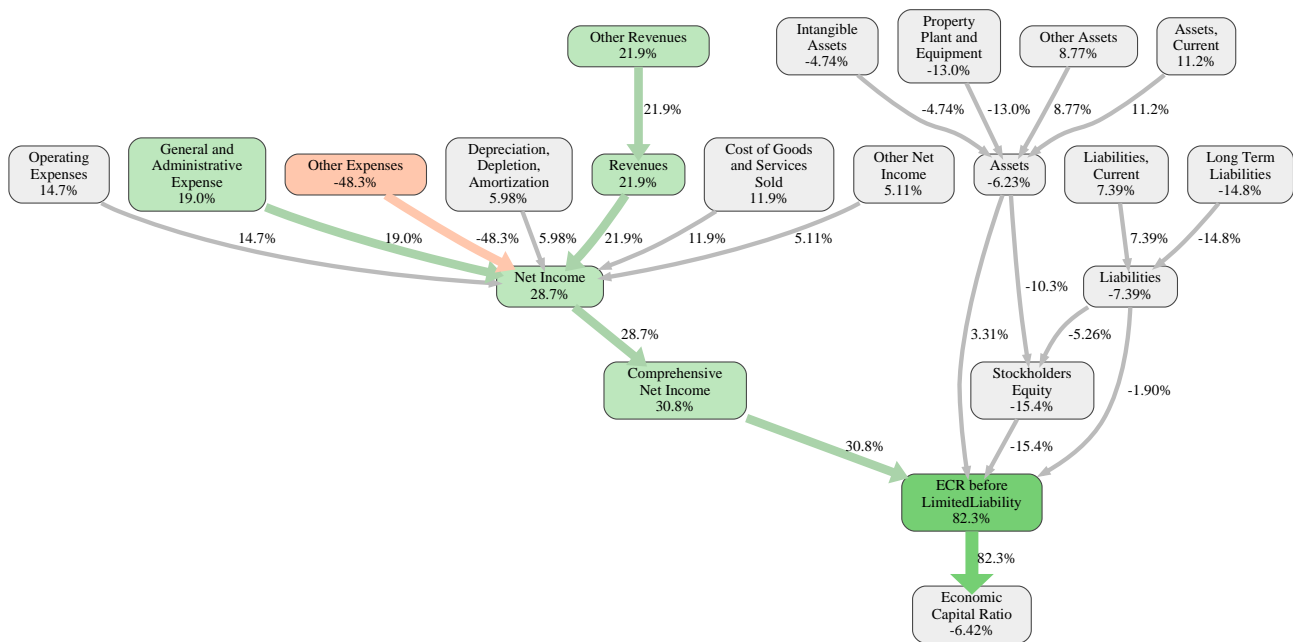 Other Revenues
21.9%
Intangible
Assets
-4.74%
Property
Plant and
Equipment
-13.0%
Other Assets
8.77%
Assets,
Current
11.2%
21.9%
-4.74%
-13.0%
8.77%
11.2%
Operating
Expenses
14.7%
General and
Administrative
Expense
19.0%
Other Expenses
-48.3%
Depreciation,
Depletion,
Amortization
5.98%
Revenues
21.9%
Cost of Goods
and Services
Sold
11.9%
Other Net
Income
5.11%
Assets
-6.23%
Liabilities,
Current
7.39%
Long Term
Liabilities
-14.8%
14.7%
19.0%
-48.3%
5.98%
21.9%
11.9%
5.11%
7.39%
-14.8%
Net Income
28.7%
-10.3%
Liabilities
-7.39%
28.7%
3.31%
-5.26%
Comprehensive
Net Income
30.8%
Stockholders
Equity
-15.4%
-1.90%
30.8%
-15.4%
ECR before
LimitedLiability
82.3%
82.3%
Economic
Capital Ratio
-6.42%